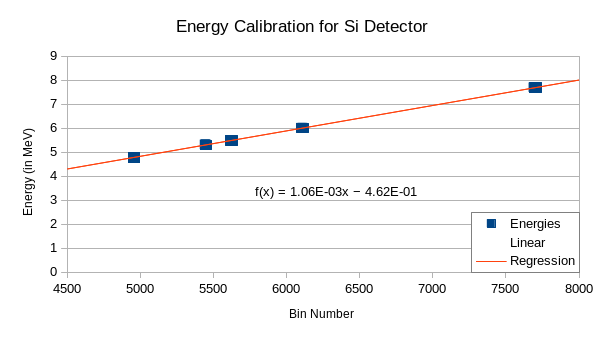 Energy Calibration for Si Detector
9
8
7
6
5
4
3
2
1
0
Energy (in MeV)
f(x) = 1.06E-03x − 4.62E-01
Energies
Linear
Regression
4500 5000 5500 6000 6500 7000 7500 8000
Bin Number